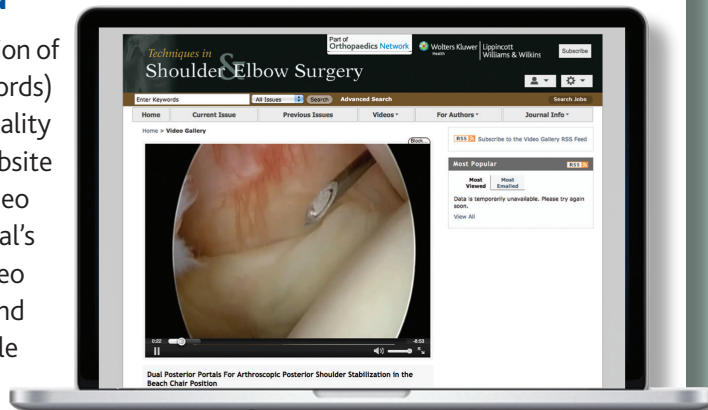 ion of
ords)
ality
bsite
eo
al's
eo
nd
le
Part of
Orthopaedics Network
Wolters Kluwer
Health
Lippincott
Williams & Wilkins
Subscribe
Techniques in
Shoulder & Elbow Surgery
Enter Keywords
All Issues
Search
Advanced Search
Search Jobs
Home
Current Issue
Previous Issues
Videos
For Authors
Journal Info
Home > Video Gallery
Block...
RSS Subscribe to the Video Gallery RSS Feed
Most Popular
RSS
Most
Viewed
Most
Emailed
Data is temporarily unavailable. Please try again
soon.
View All
0:22
-8:53
Dual Posterior Portals For Arthroscopic Posterior Shoulder Stabilization in the
Beach Chair Position